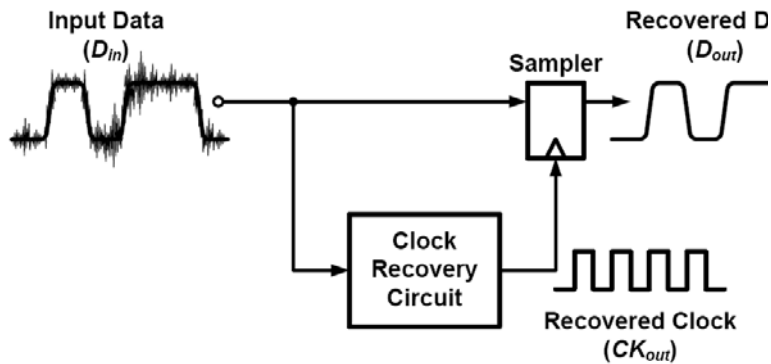 Input Data
(Din)
Recovered D
(Dout)
Sampler
Clock
Recovery
Circuit
Recovered Clock
(CKout)